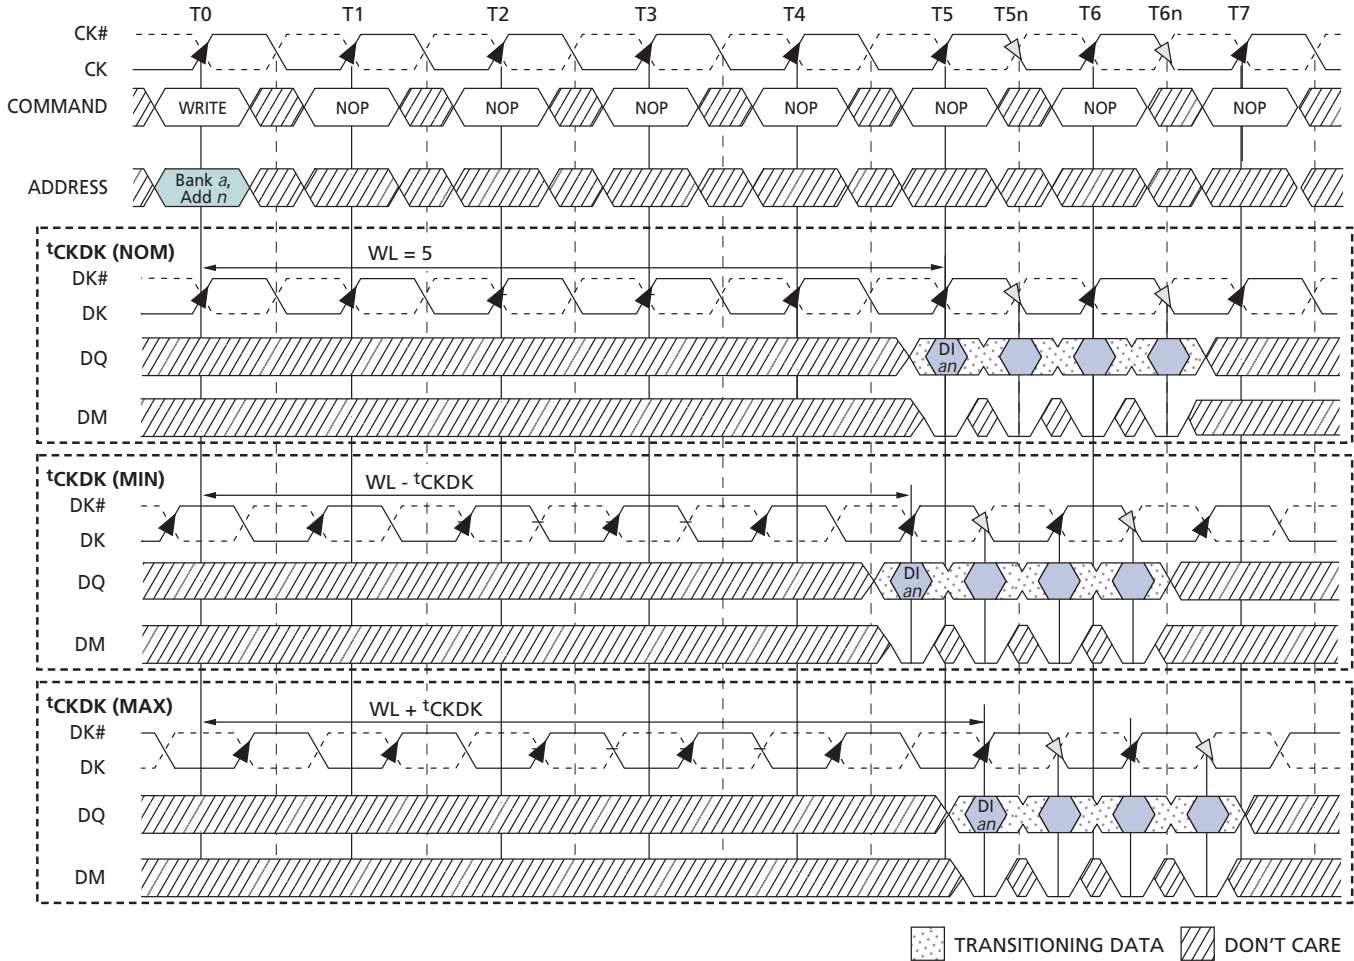 T0 T1 T2 T3 T4 T5 T5n T6 T6n T7
CK#
CK
COMMAND WRITE NOP NOP NOP NOP NOP NOP NOP
ADDRESS Bank a,
Add n
tCKDK (NOM)
WL = 5
DK#
DK
DQ DI
an
DM
tCKDK (MIN)
WL - tCKDK
DK#
DK
DQ DI
an
DM
tCKDK (MAX)
WL + tCKDK
DK#
DK
DQ DI
an
DM
TRANSITIONING DATA DON'T CARE